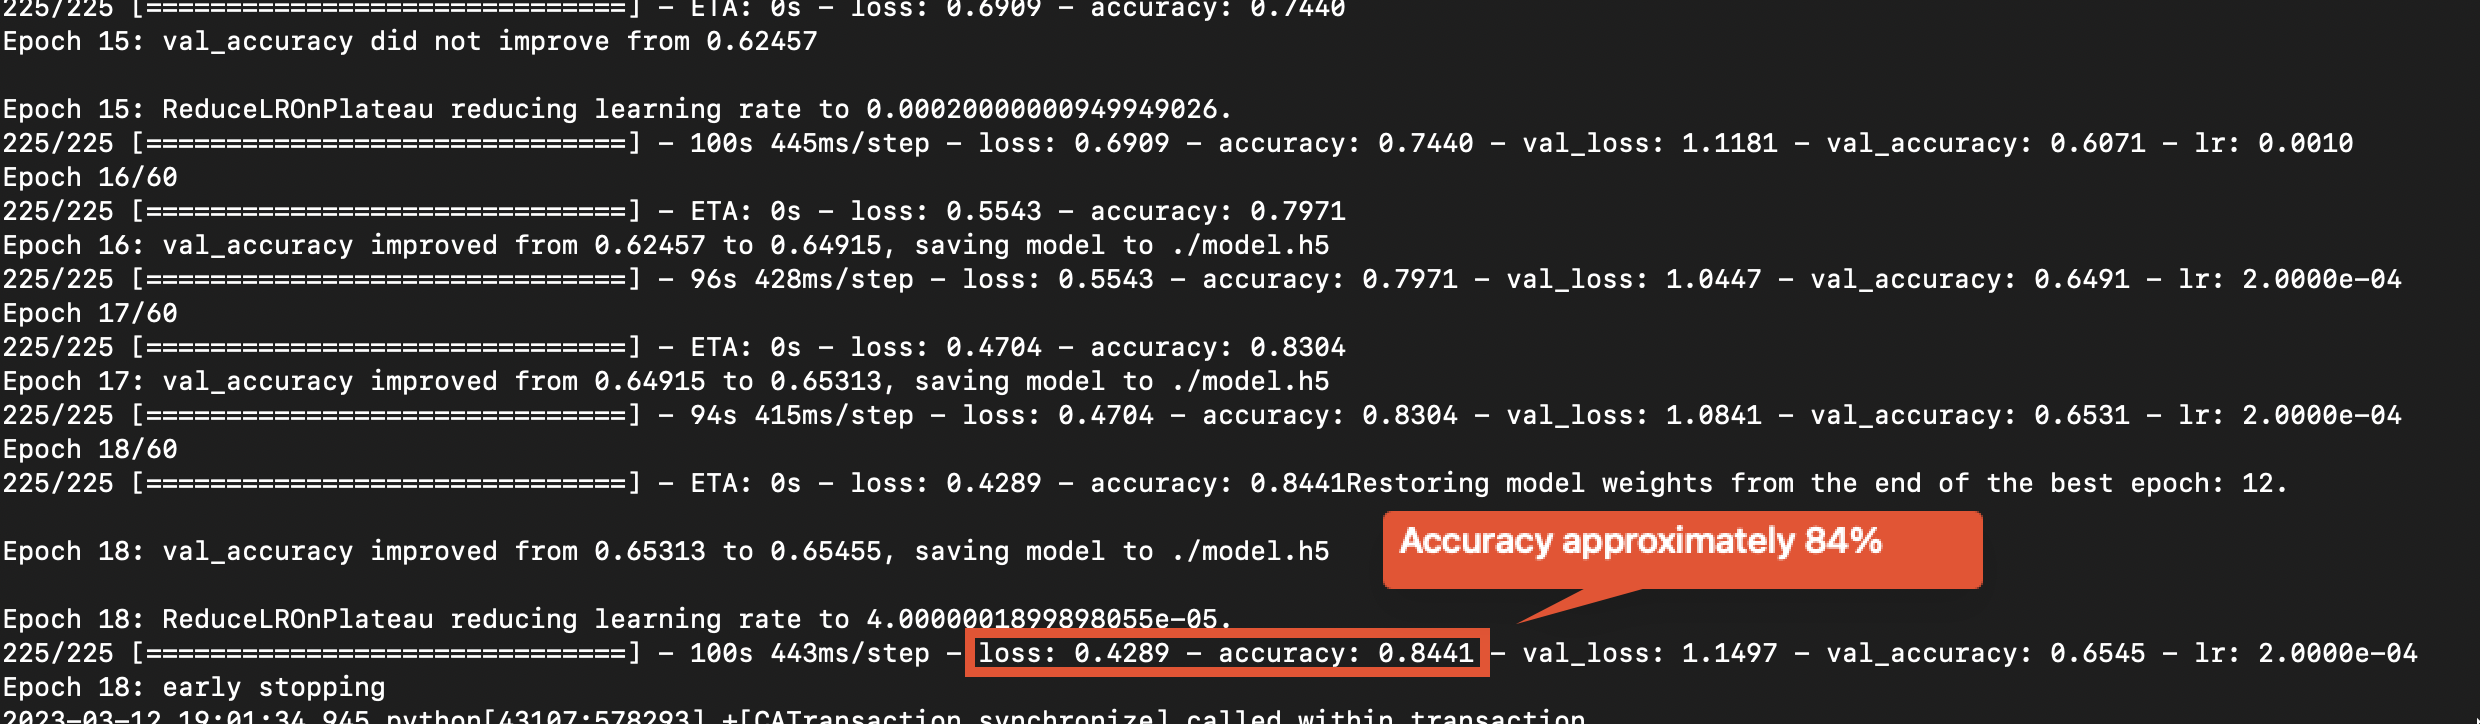 225/225 [==============================] - ETA: 0s - loss: 0.6909 - accuracy: 0.7440
Epoch 15: val_accuracy did not improve from 0.62457
Epoch 15: ReduceLROnPlateau reducing learning rate to 0.00020000000949949026.
225/225 [==============================] - 100s 445ms/step - loss: 0.6909 - accuracy: 0.7440 - val_loss: 1.1181 - val_accuracy: 0.6071 - lr: 0.0010
Epoch 16/60
225/225 [==============================] - ETA: 0s - loss: 0.5543 - accuracy: 0.7971
Epoch 16: val_accuracy improved from 0.62457 to 0.64915, saving model to ./model.h5
225/225 [==============================] - 96s 428ms/step - loss: 0.5543 - accuracy: 0.7971 - val_loss: 1.0447 - val_accuracy: 0.6491 - lr: 2.0000e-04
Epoch 17/60
225/225 [==============================] - ETA: 0s - loss: 0.4704 - accuracy: 0.8304
Epoch 17: val_accuracy improved from 0.64915 to 0.65313, saving model to ./model.h5
225/225 [==============================] - 94s 415ms/step - loss: 0.4704 - accuracy: 0.8304 - val_loss: 1.0841 - val_accuracy: 0.6531 - lr: 2.0000e-04
Epoch 18/60
225/225 [==============================] - ETA: 0s - loss: 0.4289 - accuracy: 0.8441Restoring model weights from the end of the best epoch: 12.
Accuracy approximately 84%
Epoch 18: val_accuracy improved from 0.65313 to 0.65455, saving model to ./model.h5
Epoch 18: ReduceLROnPlateau reducing learning rate to 4.0000001899898055e-05.
225/225 [==============================] - 100s 443ms/step - loss: 0.4289 - accuracy: 0.8441 - val_loss: 1.1497 - val_accuracy: 0.6545 - lr: 2.0000e-04
Epoch 18: early stopping
2023-03-12 19:01:34.945 python[43107:578293] +[CATransaction synchronize] called within transaction